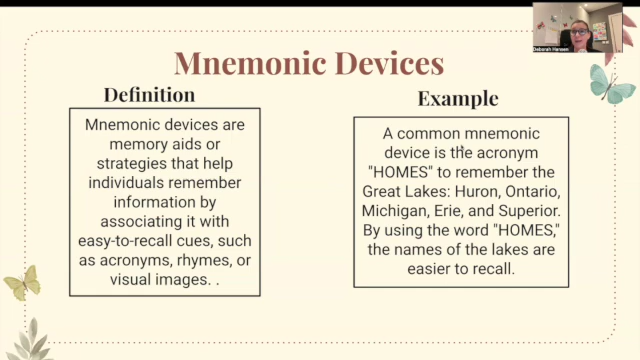 Deborah Hansen
Mnemonic Devices
Definition
Mnemonic devices are
memory aids or
strategies that help
individuals remember
information by
associating it with
easy-to-recall cues, such
as acronyms, rhymes, or
visual images. .
Example
A common mnemonic
device is the acronym
"HOMES" to remember the
Great Lakes: Huron, Ontario,
Michigan, Erie, and Superior.
By using the word "HOMES,"
the names of the lakes are
easier to recall.